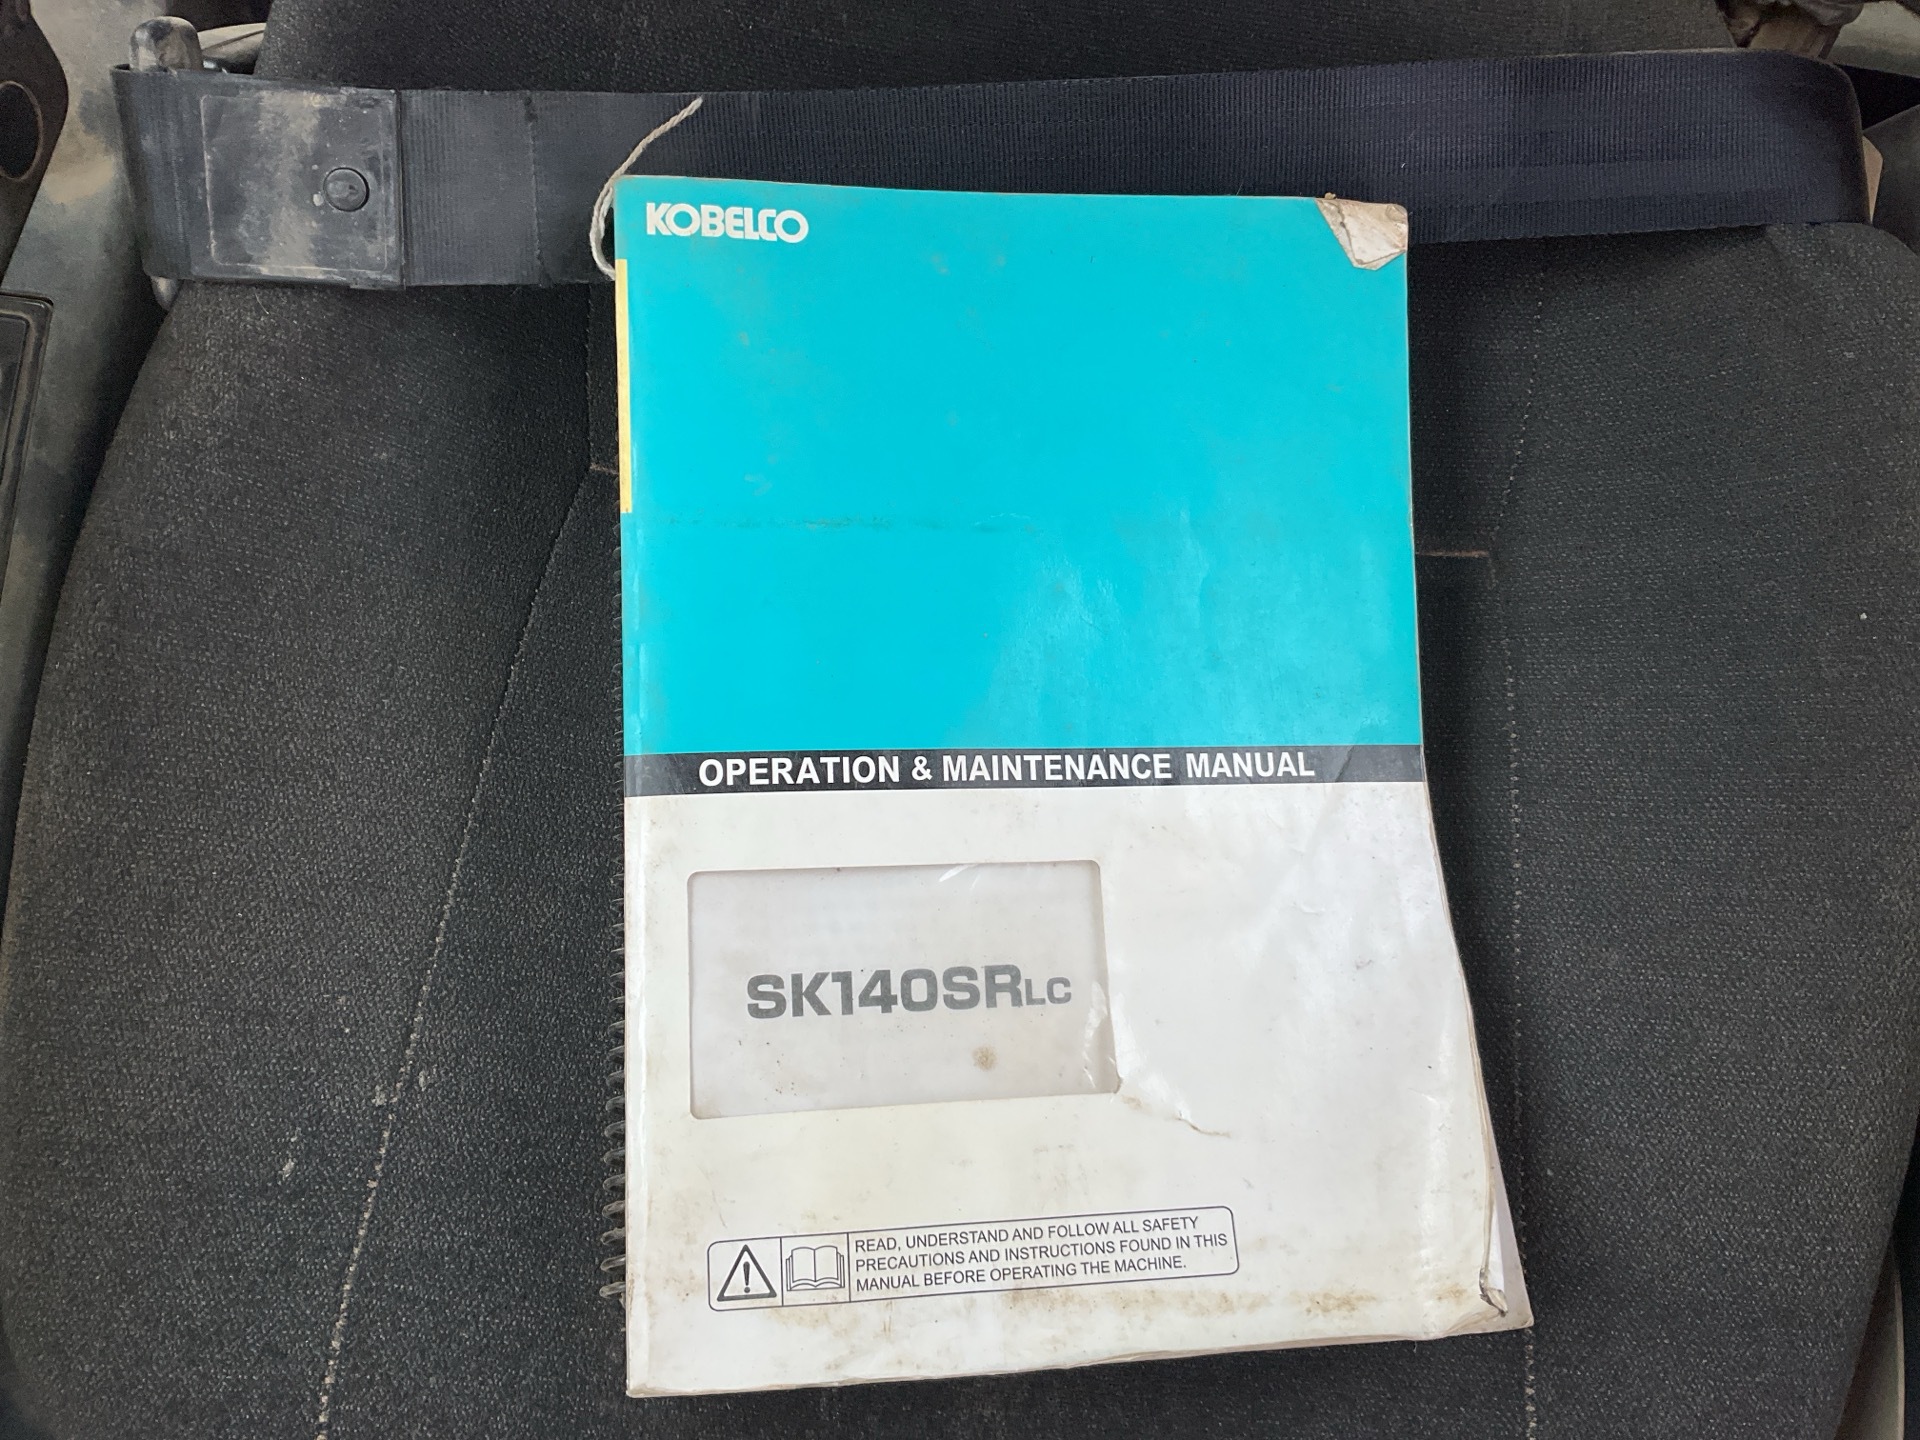 KOBELCO
OPERATION & MAINTENANCE MANUAL
SK140SRLC
READ, UNDERSTAND AND FOLLOW ALL SAFETY
PRECAUTIONS AND INSTRUCTIONS FOUND IN THIS
MANUAL BEFORE OPERATING THE MACHINE.